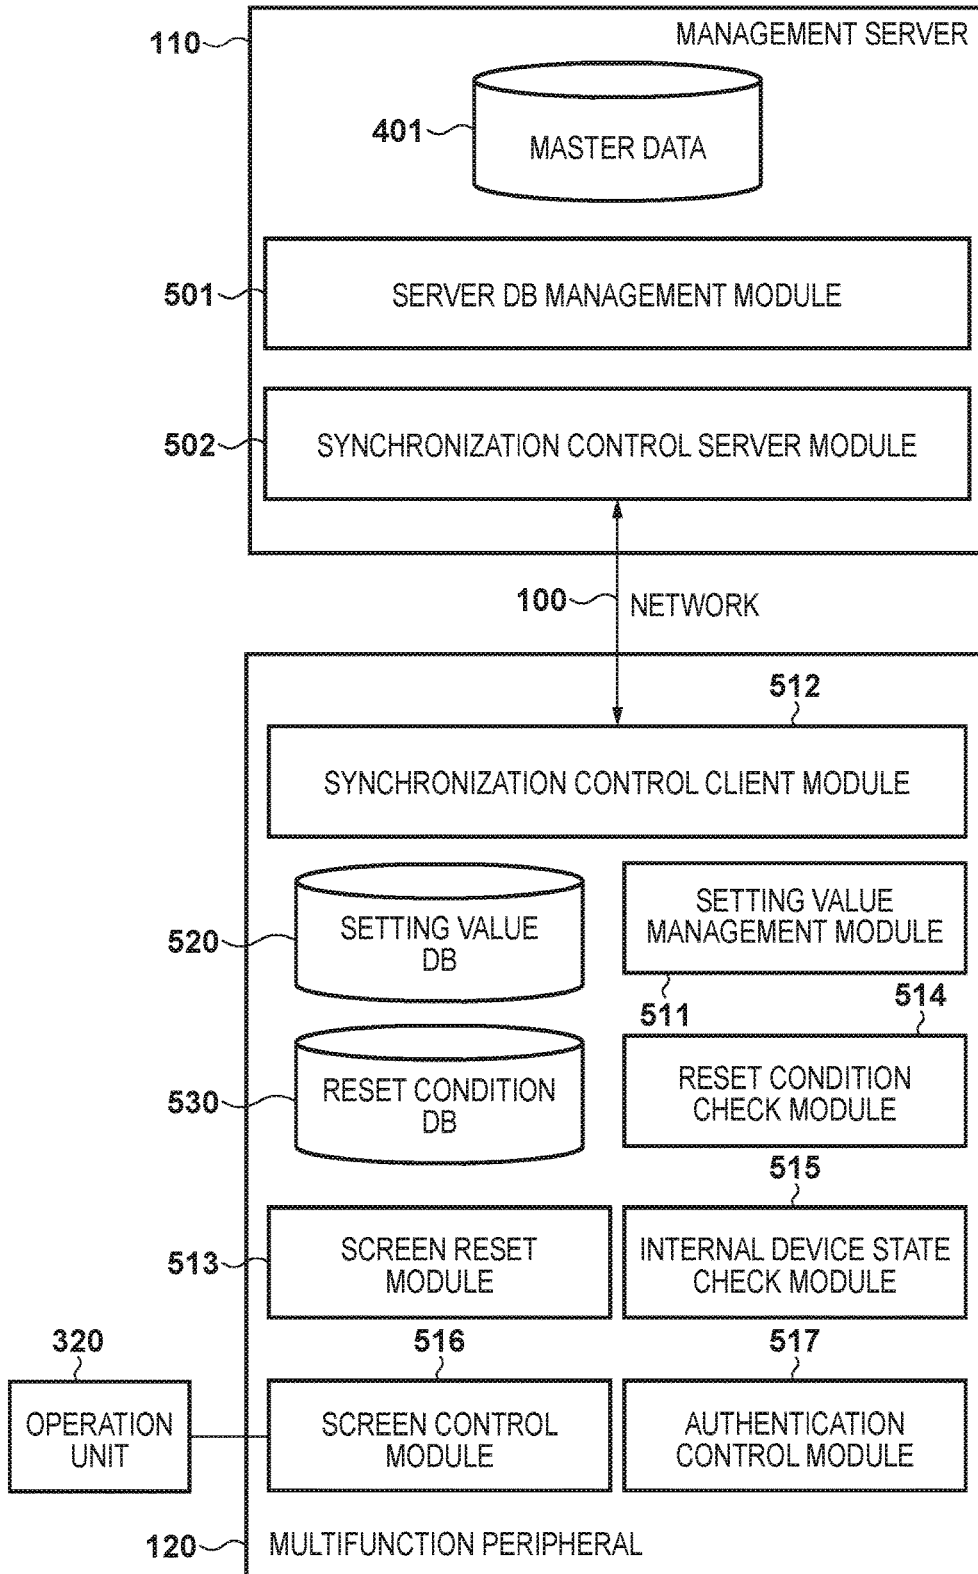 110
MANAGEMENT SERVER
401
MASTER DATA
501
SERVER DB MANAGEMENT MODULE
502
SYNCHRONIZATION CONTROL SERVER MODULE
100
NETWORK
512
SYNCHRONIZATION CONTROL CLIENT MODULE
520
SETTING VALUE
DB
SETTING VALUE
MANAGEMENT MODULE
511
514
530
RESET CONDITION
DB
RESET CONDITION
CHECK MODULE
515
513
SCREEN RESET
MODULE
INTERNAL DEVICE STATE
CHECK MODULE
320
516
517
OPERATION
UNIT
SCREEN CONTROL
MODULE
AUTHENTICATION
CONTROL MODULE
120
MULTIFUNCTION PERIPHERAL